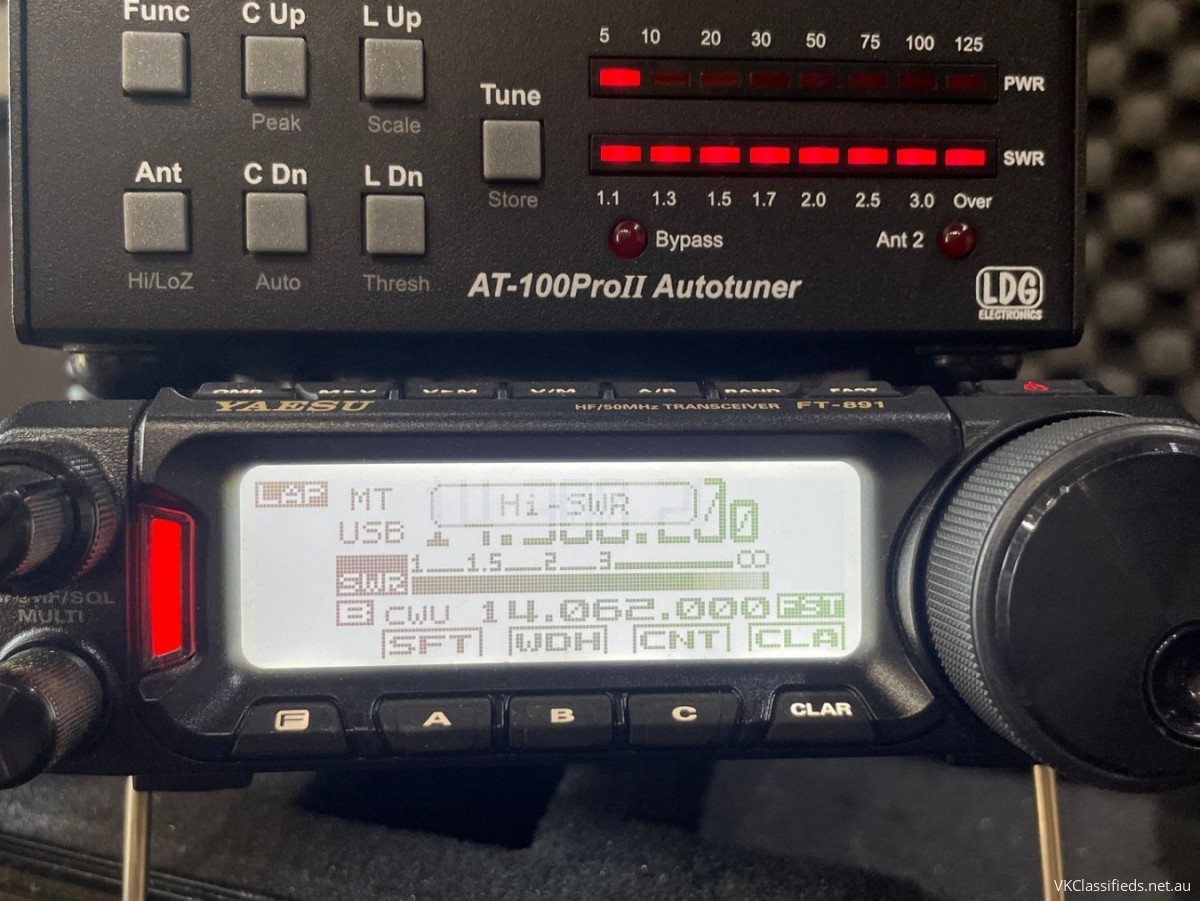 Func C Up L Up
5 10 20 30 50 75 100 125
PWR
Peak Scale
Tune
SWR
Ant C Dn L Dn
Store
1.1 1.3 1.5 1.7 2.0 2.5 3.0 Over
Bypass Ant 2
Hi/LoZ Auto Thresh
AT-100ProII Autotuner
LDG
ELECTRONICS
YAESU HF/50MHz TRANSCEIVER FT-891
MT
Hi-SWR
USB
1 1.5 2 3 ∞
SWR
B CWU 14.062.000 FST
SFT WDH CNT CLA
/SQL
MULTI
F A B C CLAR
VKClassifieds.net.au